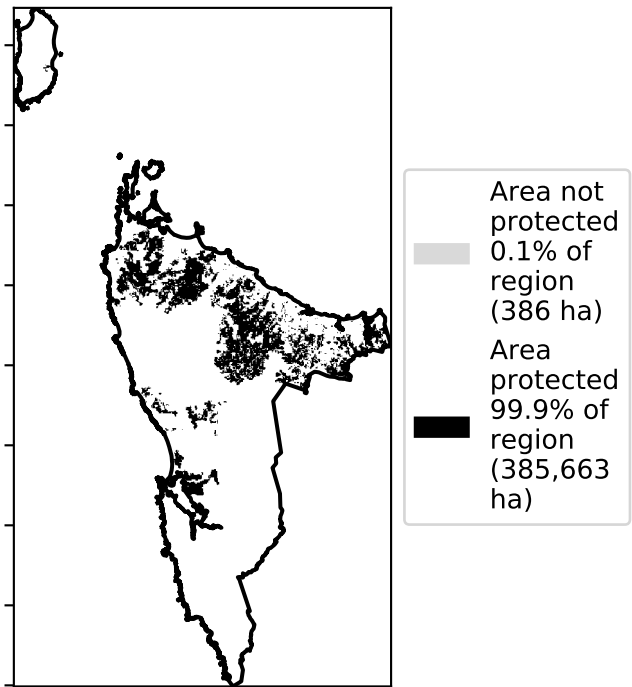 Area not
protected
0.1% of
region
(386 ha)
Area
protected
99.9% of
region
(385,663
ha)